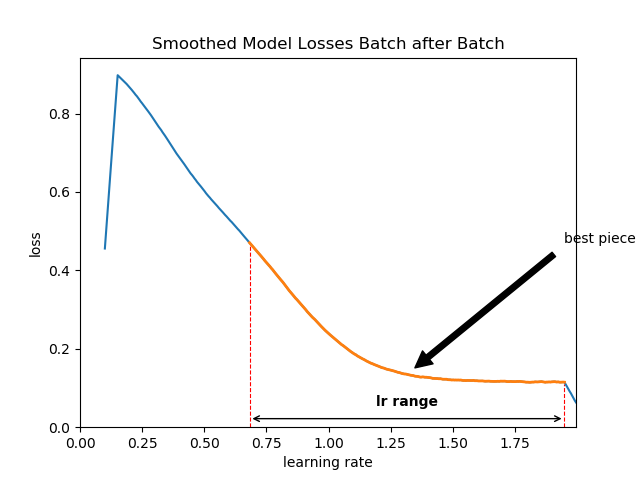 Smoothed Model Losses Batch after Batch
0.8
0.6
0.4
0.2
0.0
loss
best piece
lr range
0.00 0.25 0.50 0.75 1.00 1.25 1.50 1.75
learning rate